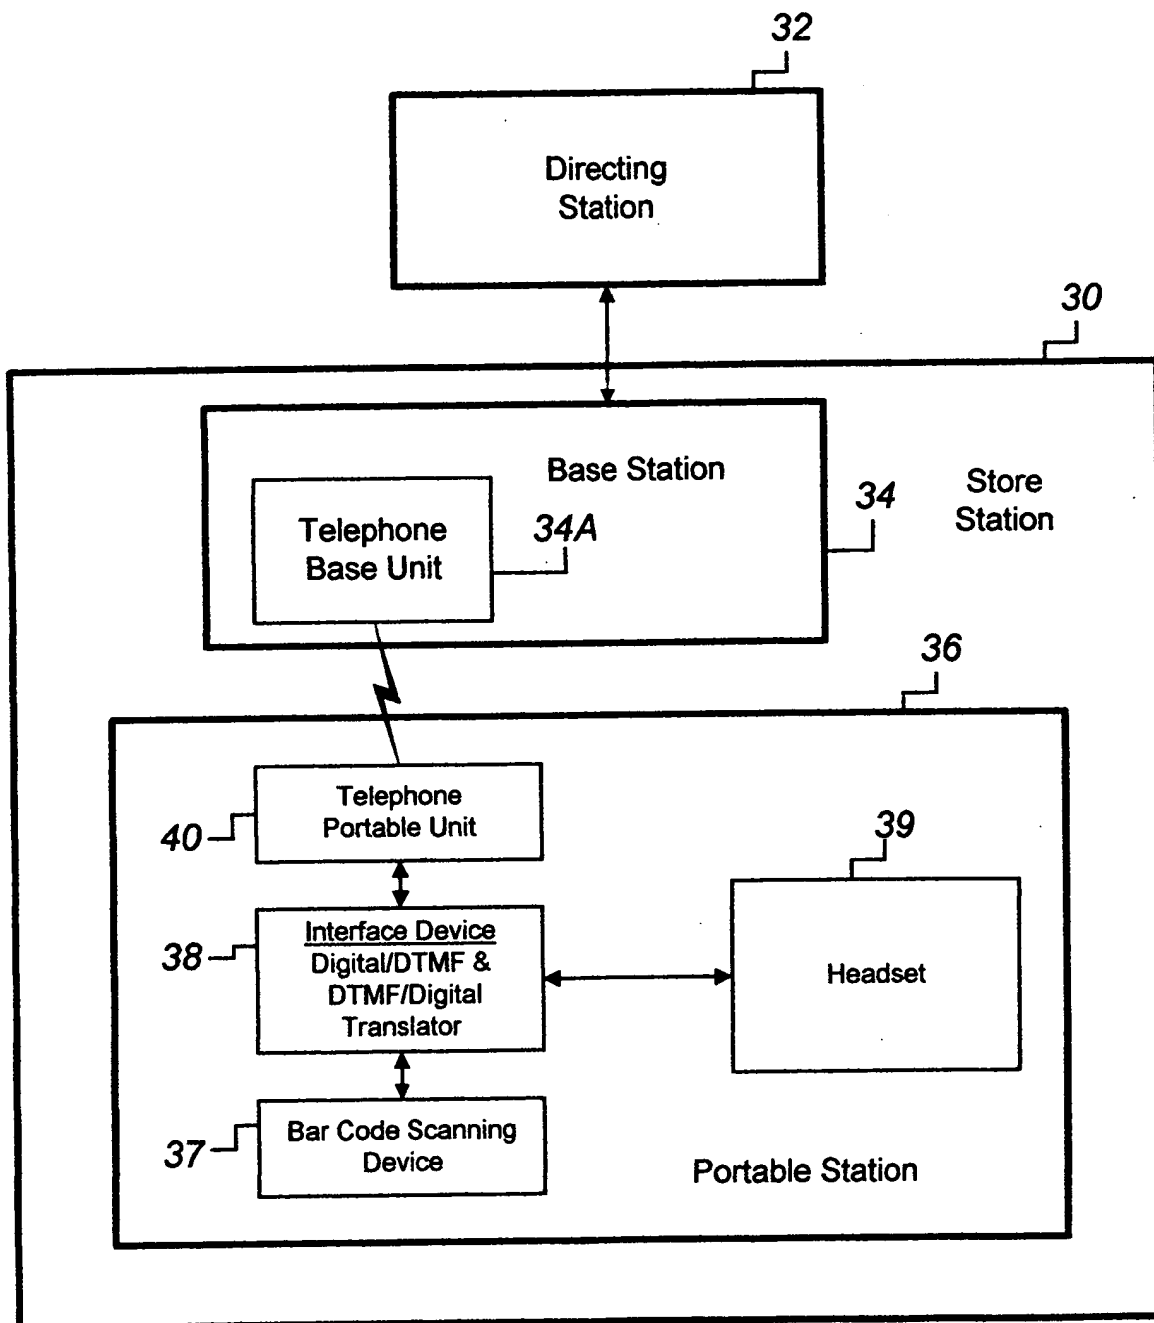 32
Directing
Station
30
Base Station
Store
Station
34
34A
Telephone
Base Unit
36
Telephone
Portable Unit
40
39
Interface Device
Digital/DTMF &
DTMF/Digital
Translator
38
Headset
Bar Code Scanning
Device
37
Portable Station